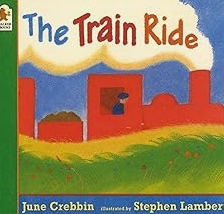 The Train Ride
June Crebbin illustrated by Stephen Lamber